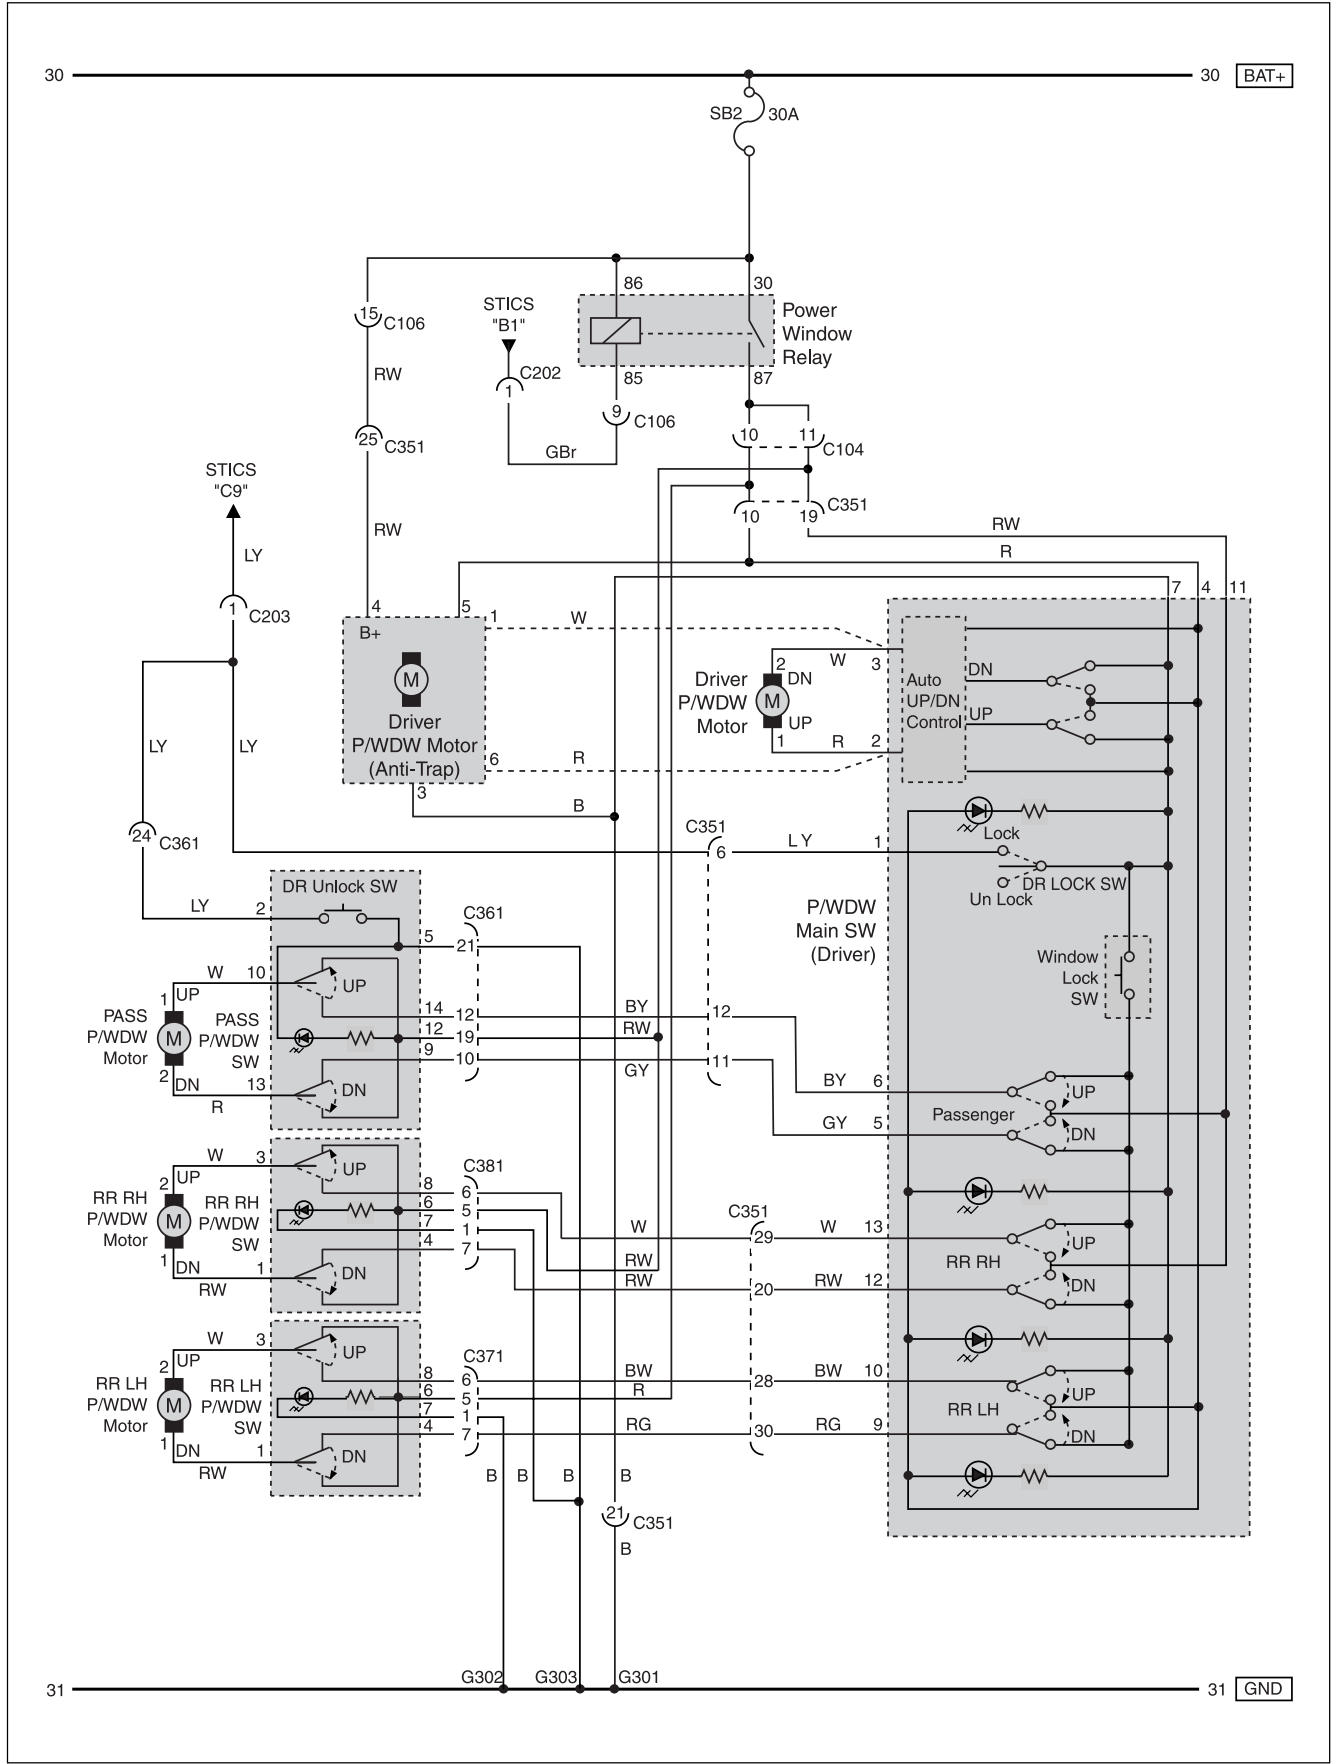 30
30 BAT+
SB2 30A
86 30
STICS
"B1"
Power
Window
Relay
15 C106
C202
1
85 87
RW
9 C106
10 11 C104
25 C351
GBr
STICS
"C9"
C351
10 19
RW
RW
R
LY
7 4 11
1 C203
4 5
1 W
B+
M
Driver
P/WDW Motor
(Anti-Trap)
6 R
3
B
Driver
P/WDW
Motor
2 DN
M
1 UP
W 3
R 2
Auto
UP/DN
Control
DN
UP
LY LY
24 C361
C351
6
LY 1
Lock
Un Lock
DR LOCK SW
P/WDW
Main SW
(Driver)
Window
Lock
SW
DR Unlock SW
LY 2
C361
5 21
W 10
1 UP
UP
PASS
P/WDW
Motor
M
PASS
P/WDW
SW
14 12 BY 12
12 19 RW
9 10 GY 11
2 DN 13
R
DN
BY 6
UP
Passenger
GY 5
DN
W 3
2 UP
UP
C381
RR RH
P/WDW
Motor
M
RR RH
P/WDW
SW
8 6
6 5
7 1
4 7
1 DN 1
RW
DN
C351
W 29 W 13
UP
RW
RR RH
RW 20 RW 12
DN
W 3
2 UP
UP
C371
RR LH
P/WDW
Motor
M
RR LH
P/WDW
SW
8 6 BW 28 BW 10
UP
6 5 R
7 1
RR LH
4 7 RG 30 RG 9
DN
1 DN 1
RW
DN
B B B B
21 C351
B
G302 G303 G301
31
31 GND